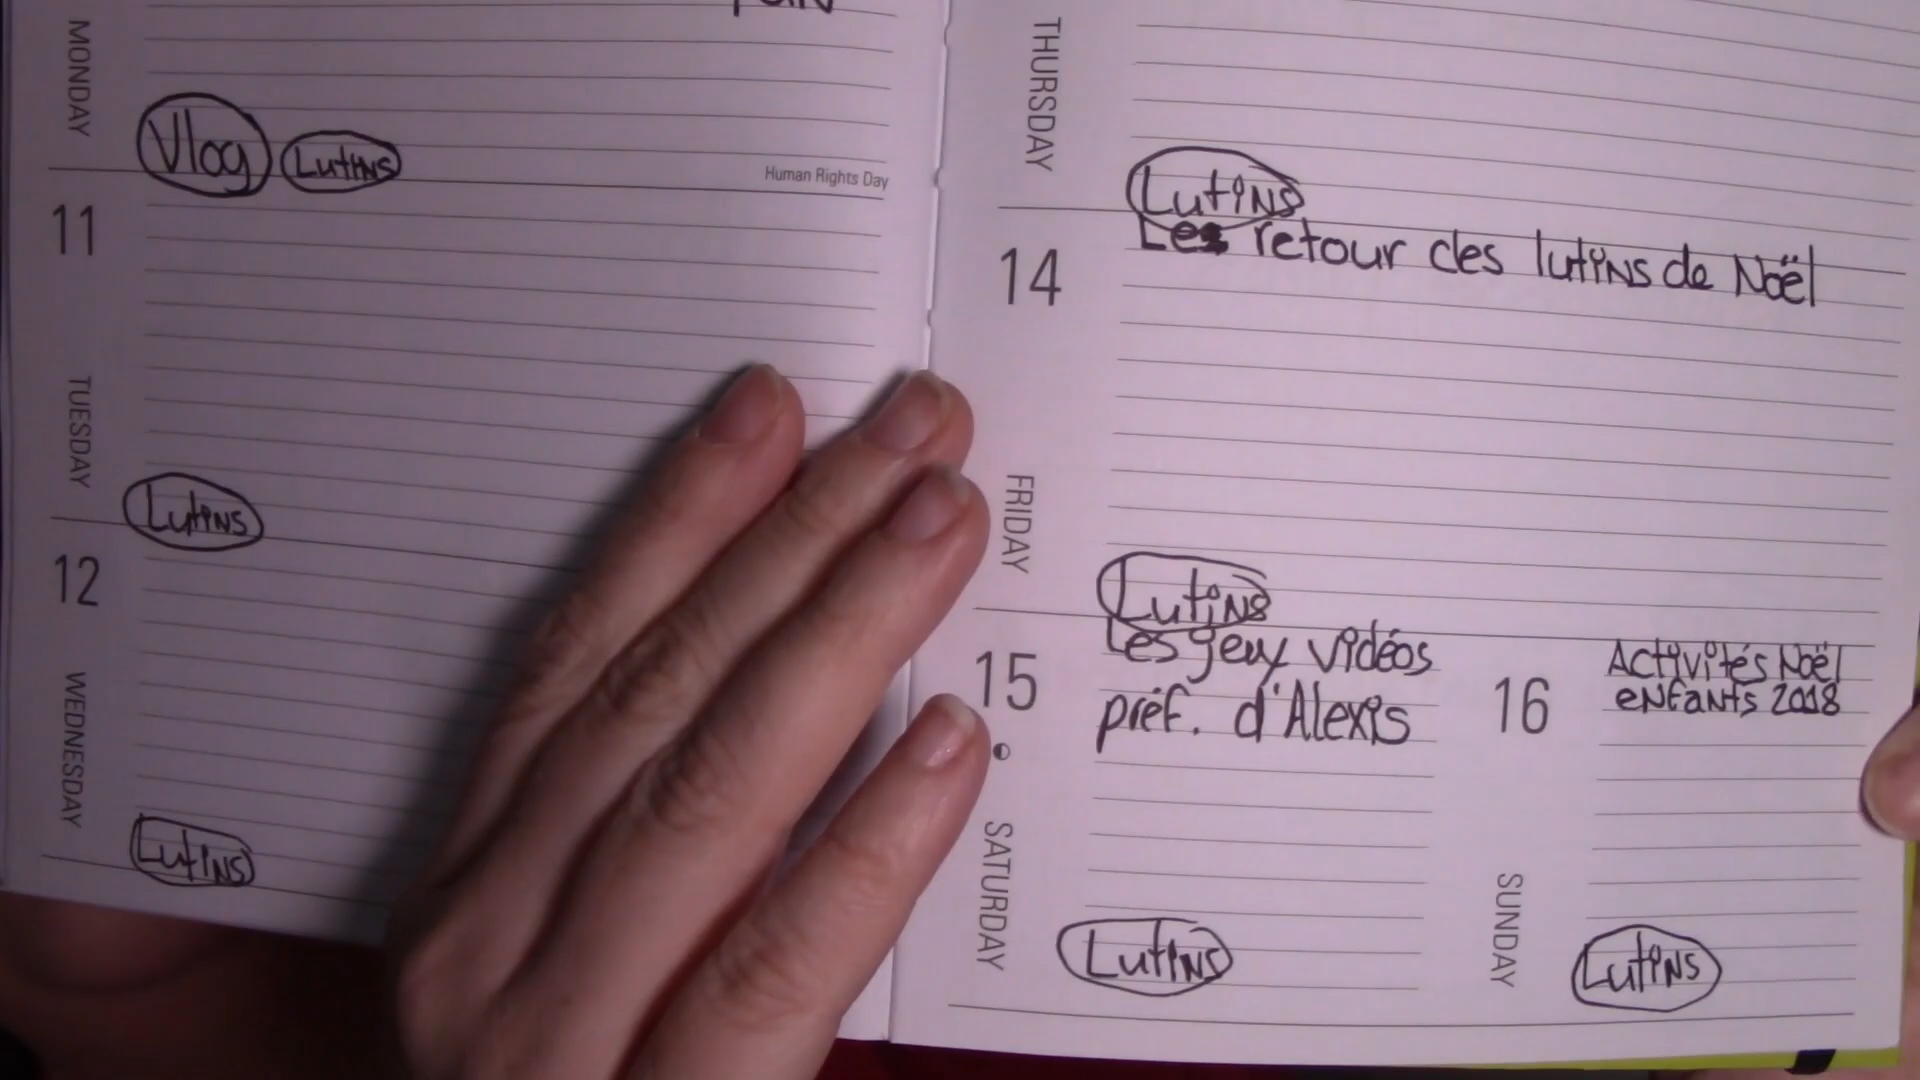 MONDAY
Vlog Lutins
Human Rights Day
11
TUESDAY
Lutins
12
WEDNESDAY
Lutins
THURSDAY
Lutins
14
Le retour des lutins de Noël
FRIDAY
Lutins
15
Les jeux vidéos
préf. d'Alexis
SATURDAY
Lutins
16
Activités Noël
enfants 2018
SUNDAY
Lutins